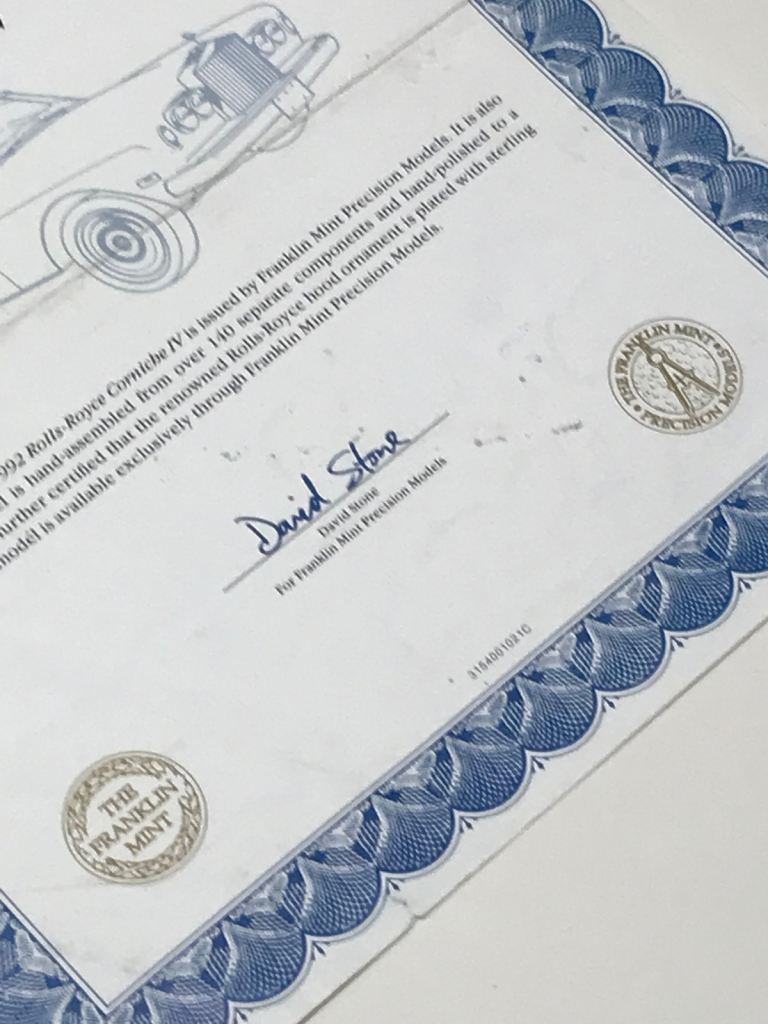 992 Rolls-Royce Corniche IV is issued by Franklin Mint Precision Models. It is also
l is hand-assembled from over 170 separate components and hand-polished to a
further certified that the renowned Rolls-Royce hood ornament is plated with sterling
model is available exclusively through Franklin Mint Precision Models.
David Stone
David Stone
For Franklin Mint Precision Models
THE FRANKLIN MINT • PRECISION MODELS •
THE
FRANKLIN
MINT